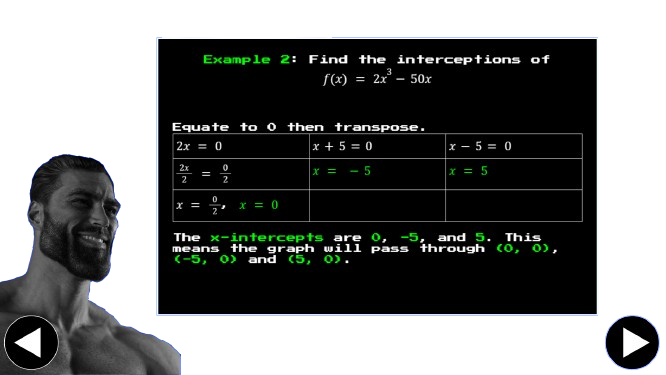 Example 2: Find the interceptions of
f(x) = 2x³ − 50x
Equate to 0 then transpose.
2x = 0 x + 5 = 0 x − 5 = 0
2x/2 = 0/2 x = − 5 x = 5
x = 0/2, x = 0
The x-intercepts are 0, -5, and 5. This
means the graph will pass through (0, 0),
(-5, 0) and (5, 0).